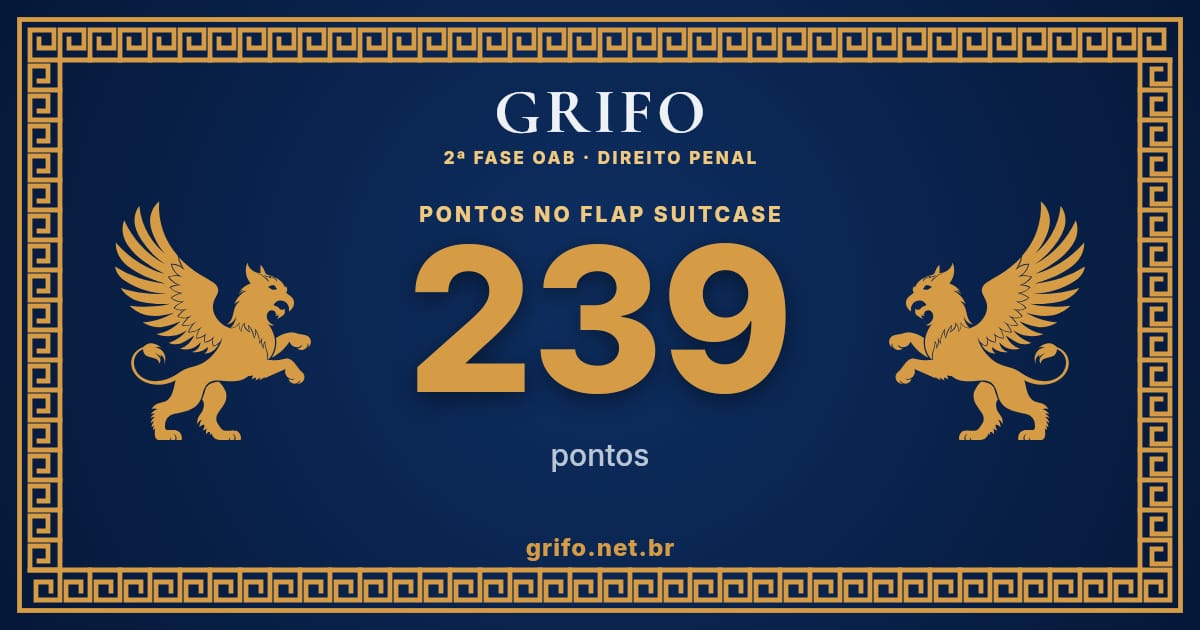 GRIFO
2ª FASE OAB · DIREITO PENAL
PONTOS NO FLAP SUITCASE
239
pontos
grifo.net.br